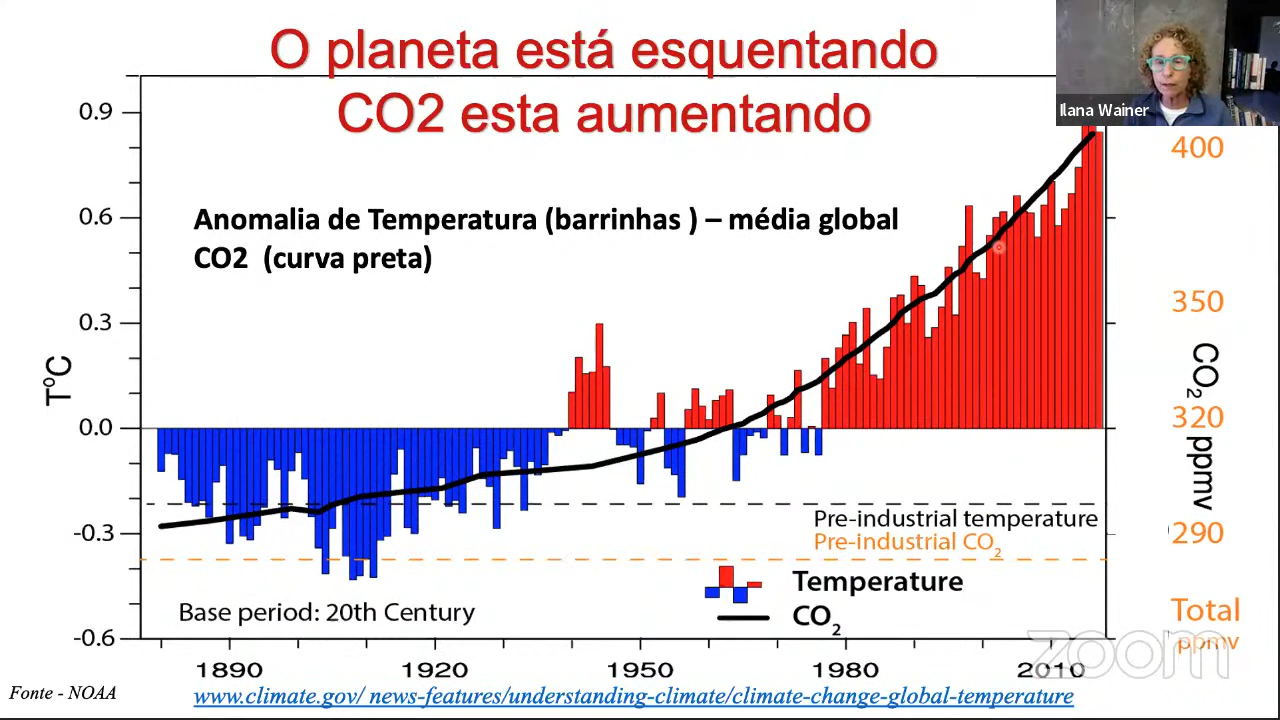 O planeta está esquentando
CO2 esta aumentando
Ilana Wainer
0.9
0.6
0.3
0.0
-0.3
-0.6
T°C
Anomalia de Temperatura (barrinhas ) – média global
CO2 (curva preta)
400
350
320
290
CO2 ppmv
Total
ppmv
Pre-industrial temperature
Pre-industrial CO2
Temperature
CO2
Base period: 20th Century
1890
1920
1950
1980
2010
zoom
Fonte - NOAA
www.climate.gov/ news-features/understanding-climate/climate-change-global-temperature